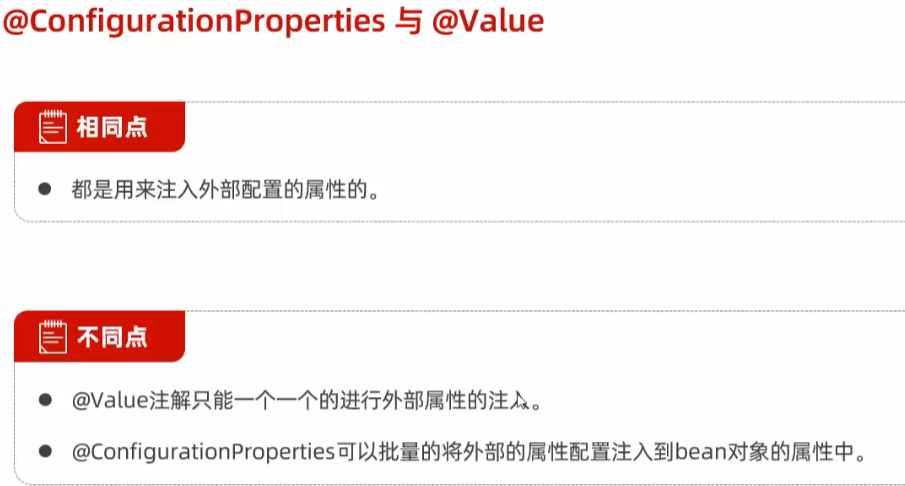 @ConfigurationProperties 与 @Value
相同点
都是用来注入外部配置的属性的。
不同点
@Value注解只能一个一个的进行外部属性的注入。
@ConfigurationProperties可以批量的将外部的属性配置注入到bean对象的属性中。